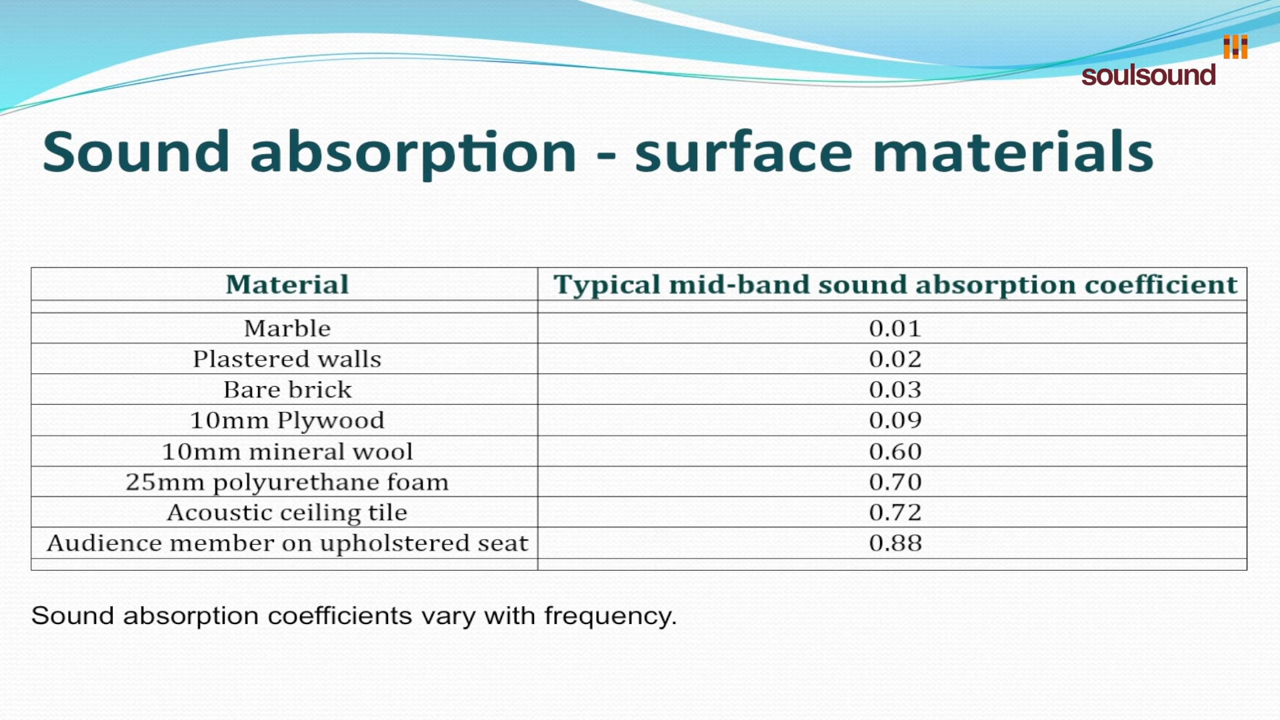 soulsound
Sound absorption - surface materials
Material Typical mid-band sound absorption coefficient
Marble 0.01
Plastered walls 0.02
Bare brick 0.03
10mm Plywood 0.09
10mm mineral wool 0.60
25mm polyurethane foam 0.70
Acoustic ceiling tile 0.72
Audience member on upholstered seat 0.88
Sound absorption coefficients vary with frequency.